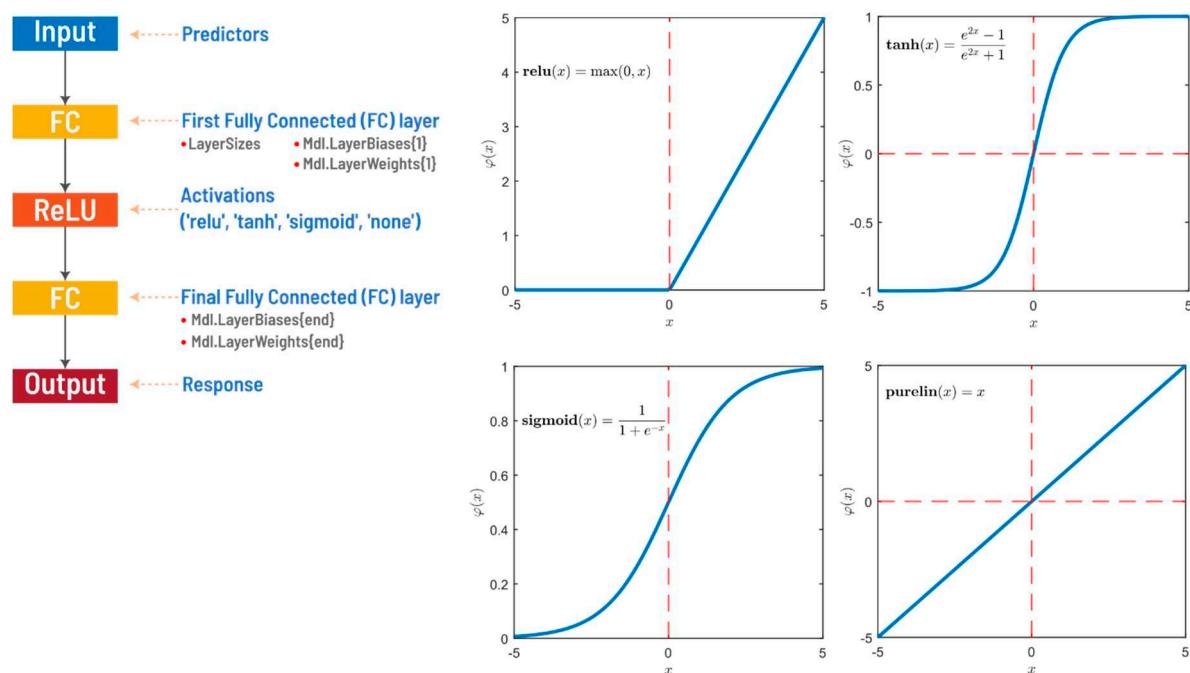 Input
Predictors
FC
First Fully Connected (FC) layer
• LayerSizes • Mdl.LayerBiases{1}
• Mdl.LayerWeights{1}
ReLU
Activations
('relu', 'tanh', 'sigmoid', 'none')
FC
Final Fully Connected (FC) layer
• Mdl.LayerBiases{end}
• Mdl.LayerWeights{end}
Output
Response
relu(x) = max(0, x)
φ(x)
5
4
3
2
1
0
-5 0 5
x
tanh(x) = \frac{e^{2x} − 1}{e^{2x} + 1}
φ(x)
1
0.5
0
-0.5
-1
-5 0 5
x
sigmoid(x) = \frac{1}{1 + e^{−x}}
φ(x)
1
0.8
0.6
0.4
0.2
0
-5 0 5
x
purelin(x) = x
φ(x)
5
0
-5
-5 0 5
x